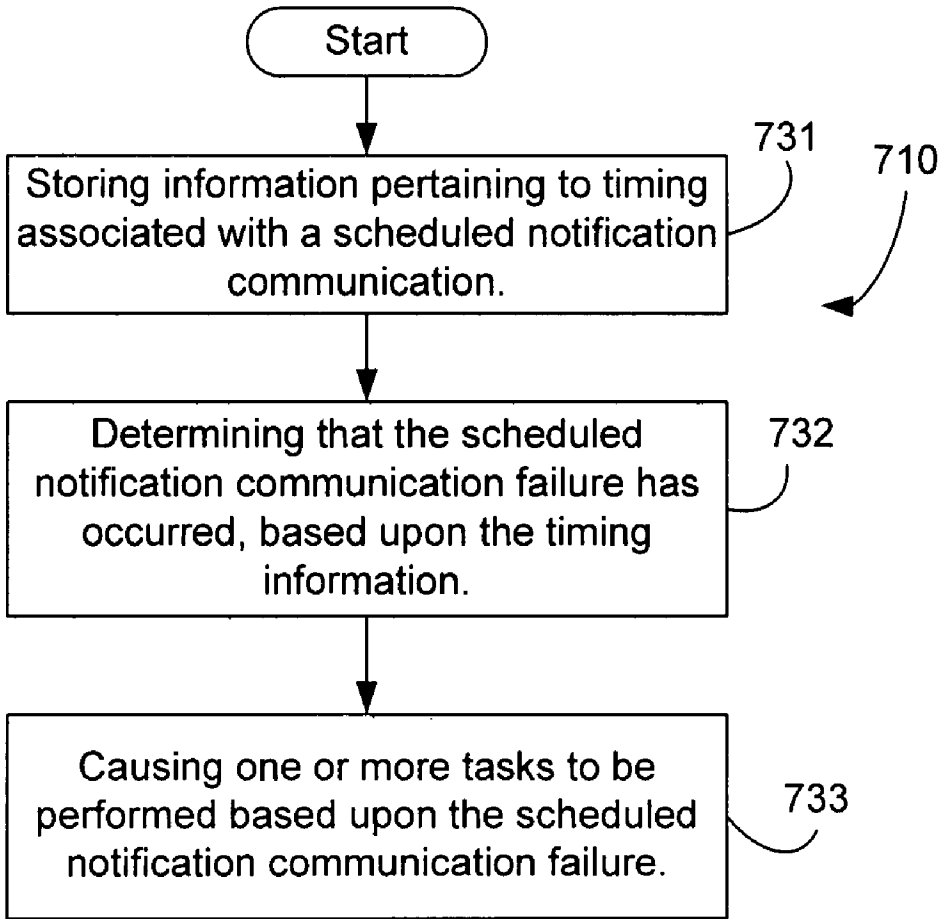 Start
731
710
Storing information pertaining to timing
associated with a scheduled notification
communication.
732
Determining that the scheduled
notification communication failure has
occurred, based upon the timing
information.
733
Causing one or more tasks to be
performed based upon the scheduled
notification communication failure.